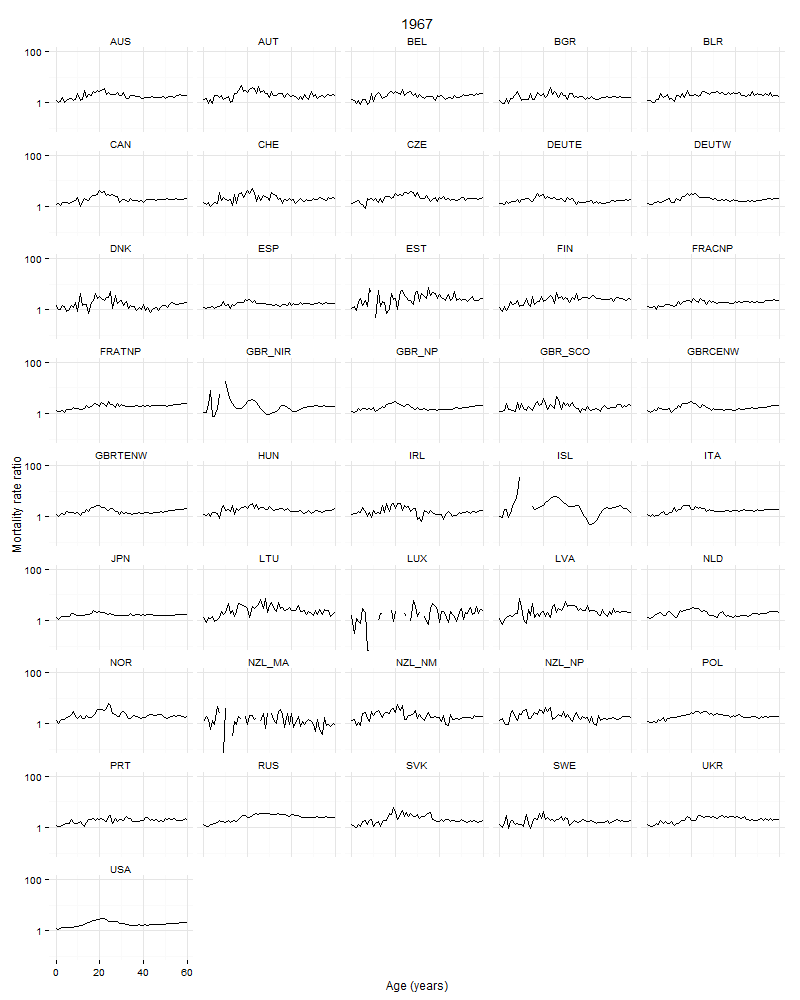 1967
AUS AUT BEL BGR BLR
100
1
CAN CHE CZE DEUTE DEUTW
100
1
DNK ESP EST FIN FRACNP
100
1
FRATNP GBR_NIR GBR_NP GBR_SCO GBRCENW
100
1
GBRTENW HUN IRL ISL ITA
100
1
Mortality rate ratio
JPN LTU LUX LVA NLD
100
1
NOR NZL_MA NZL_NM NZL_NP POL
100
1
PRT RUS SVK SWE UKR
100
1
USA
100
1
0 20 40 60
Age (years)